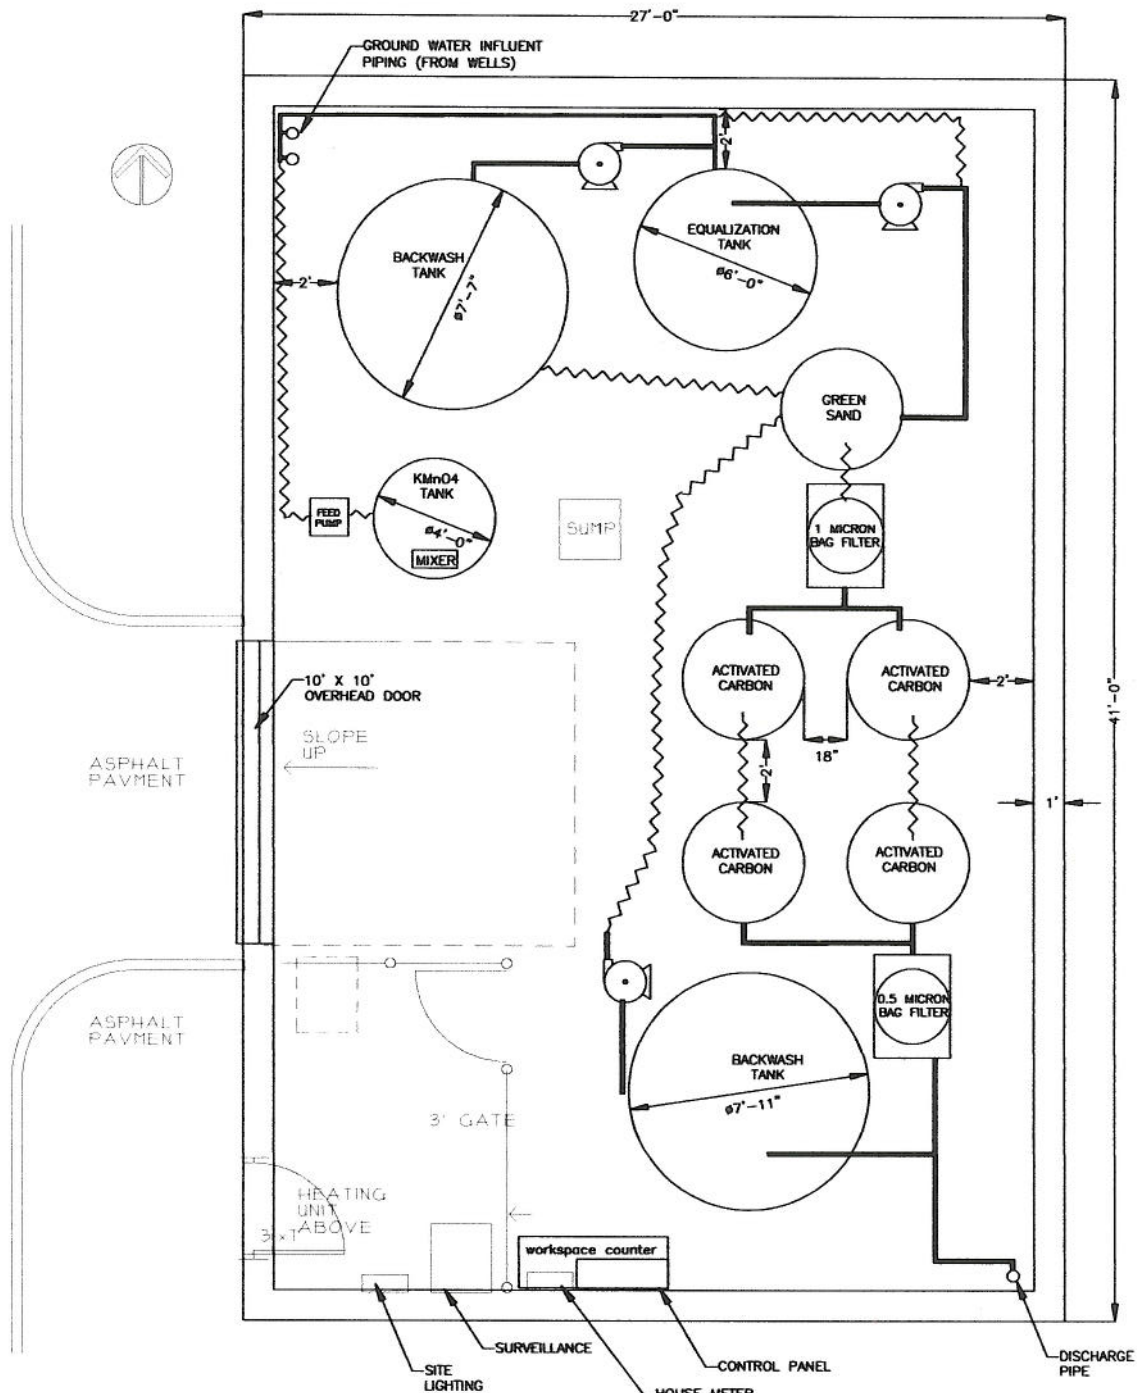 27'-0"
GROUND WATER INFLUENT
PIPING (FROM WELLS)
2'
EQUALIZATION
TANK
ø6'-0"
BACKWASH
TANK
2'
ø7'-7"
GREEN
SAND
KMnO4
TANK
FEED
PUMP
ø4'-0"
MIXER
SUMP
1 MICRON
BAG FILTER
10' X 10'
OVERHEAD DOOR
ACTIVATED
CARBON
ACTIVATED
CARBON
2'
41'-0"
SLOPE
UP
ASPHALT
PAVMENT
18"
2'
1'
ACTIVATED
CARBON
ACTIVATED
CARBON
0.5 MICRON
BAG FILTER
ASPHALT
PAVMENT
BACKWASH
TANK
ø7'-11"
3' GATE
HEATING
UNIT
ABOVE
3'x7'
workspace counter
SURVEILLANCE
SITE
LIGHTING
CONTROL PANEL
DISCHARGE
PIPE
HOUSE METER